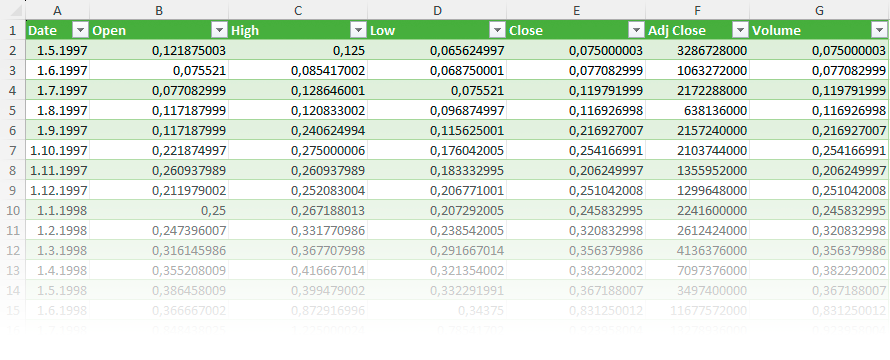 A B C D E F G
1 Date Open High Low Close Adj Close Volume
2 1.5.1997 0,121875003 0,125 0,065624997 0,075000003 3286728000 0,075000003
3 1.6.1997 0,075521 0,085417002 0,068750001 0,077082999 1063272000 0,077082999
4 1.7.1997 0,077082999 0,128646001 0,075521 0,119791999 2172288000 0,119791999
5 1.8.1997 0,117187999 0,120833002 0,096874997 0,116926998 638136000 0,116926998
6 1.9.1997 0,117187999 0,240624994 0,115625001 0,216927007 2157240000 0,216927007
7 1.10.1997 0,221874997 0,275000006 0,176042005 0,254166991 2103744000 0,254166991
8 1.11.1997 0,260937989 0,260937989 0,183332995 0,206249997 1355952000 0,206249997
9 1.12.1997 0,211979002 0,252083004 0,206771001 0,251042008 1299648000 0,251042008
10 1.1.1998 0,25 0,267188013 0,207292005 0,245832995 2241600000 0,245832995
11 1.2.1998 0,247396007 0,331770986 0,238542005 0,320832998 2612424000 0,320832998
12 1.3.1998 0,316145986 0,367707998 0,291667014 0,356379986 4136376000 0,356379986
13 1.4.1998 0,355208009 0,416667014 0,321354002 0,382292002 7097376000 0,382292002
14 1.5.1998 0,386458009 0,399479002 0,332291991 0,367188007 3497400000 0,367188007
15 1.6.1998 0,366667002 0,872916996 0,34375 0,831250012 11677572000 0,831250012